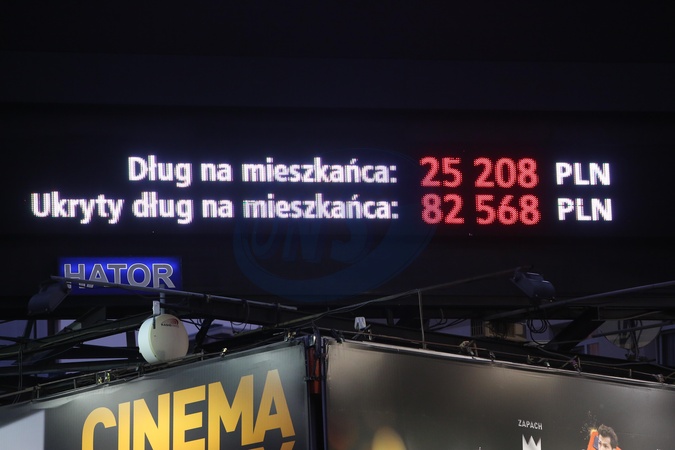 Dług na mieszkańca: 25 208 PLN
Ukryty dług na mieszkańca: 82 568 PLN
HATOR
CINEMA
ZAPACH